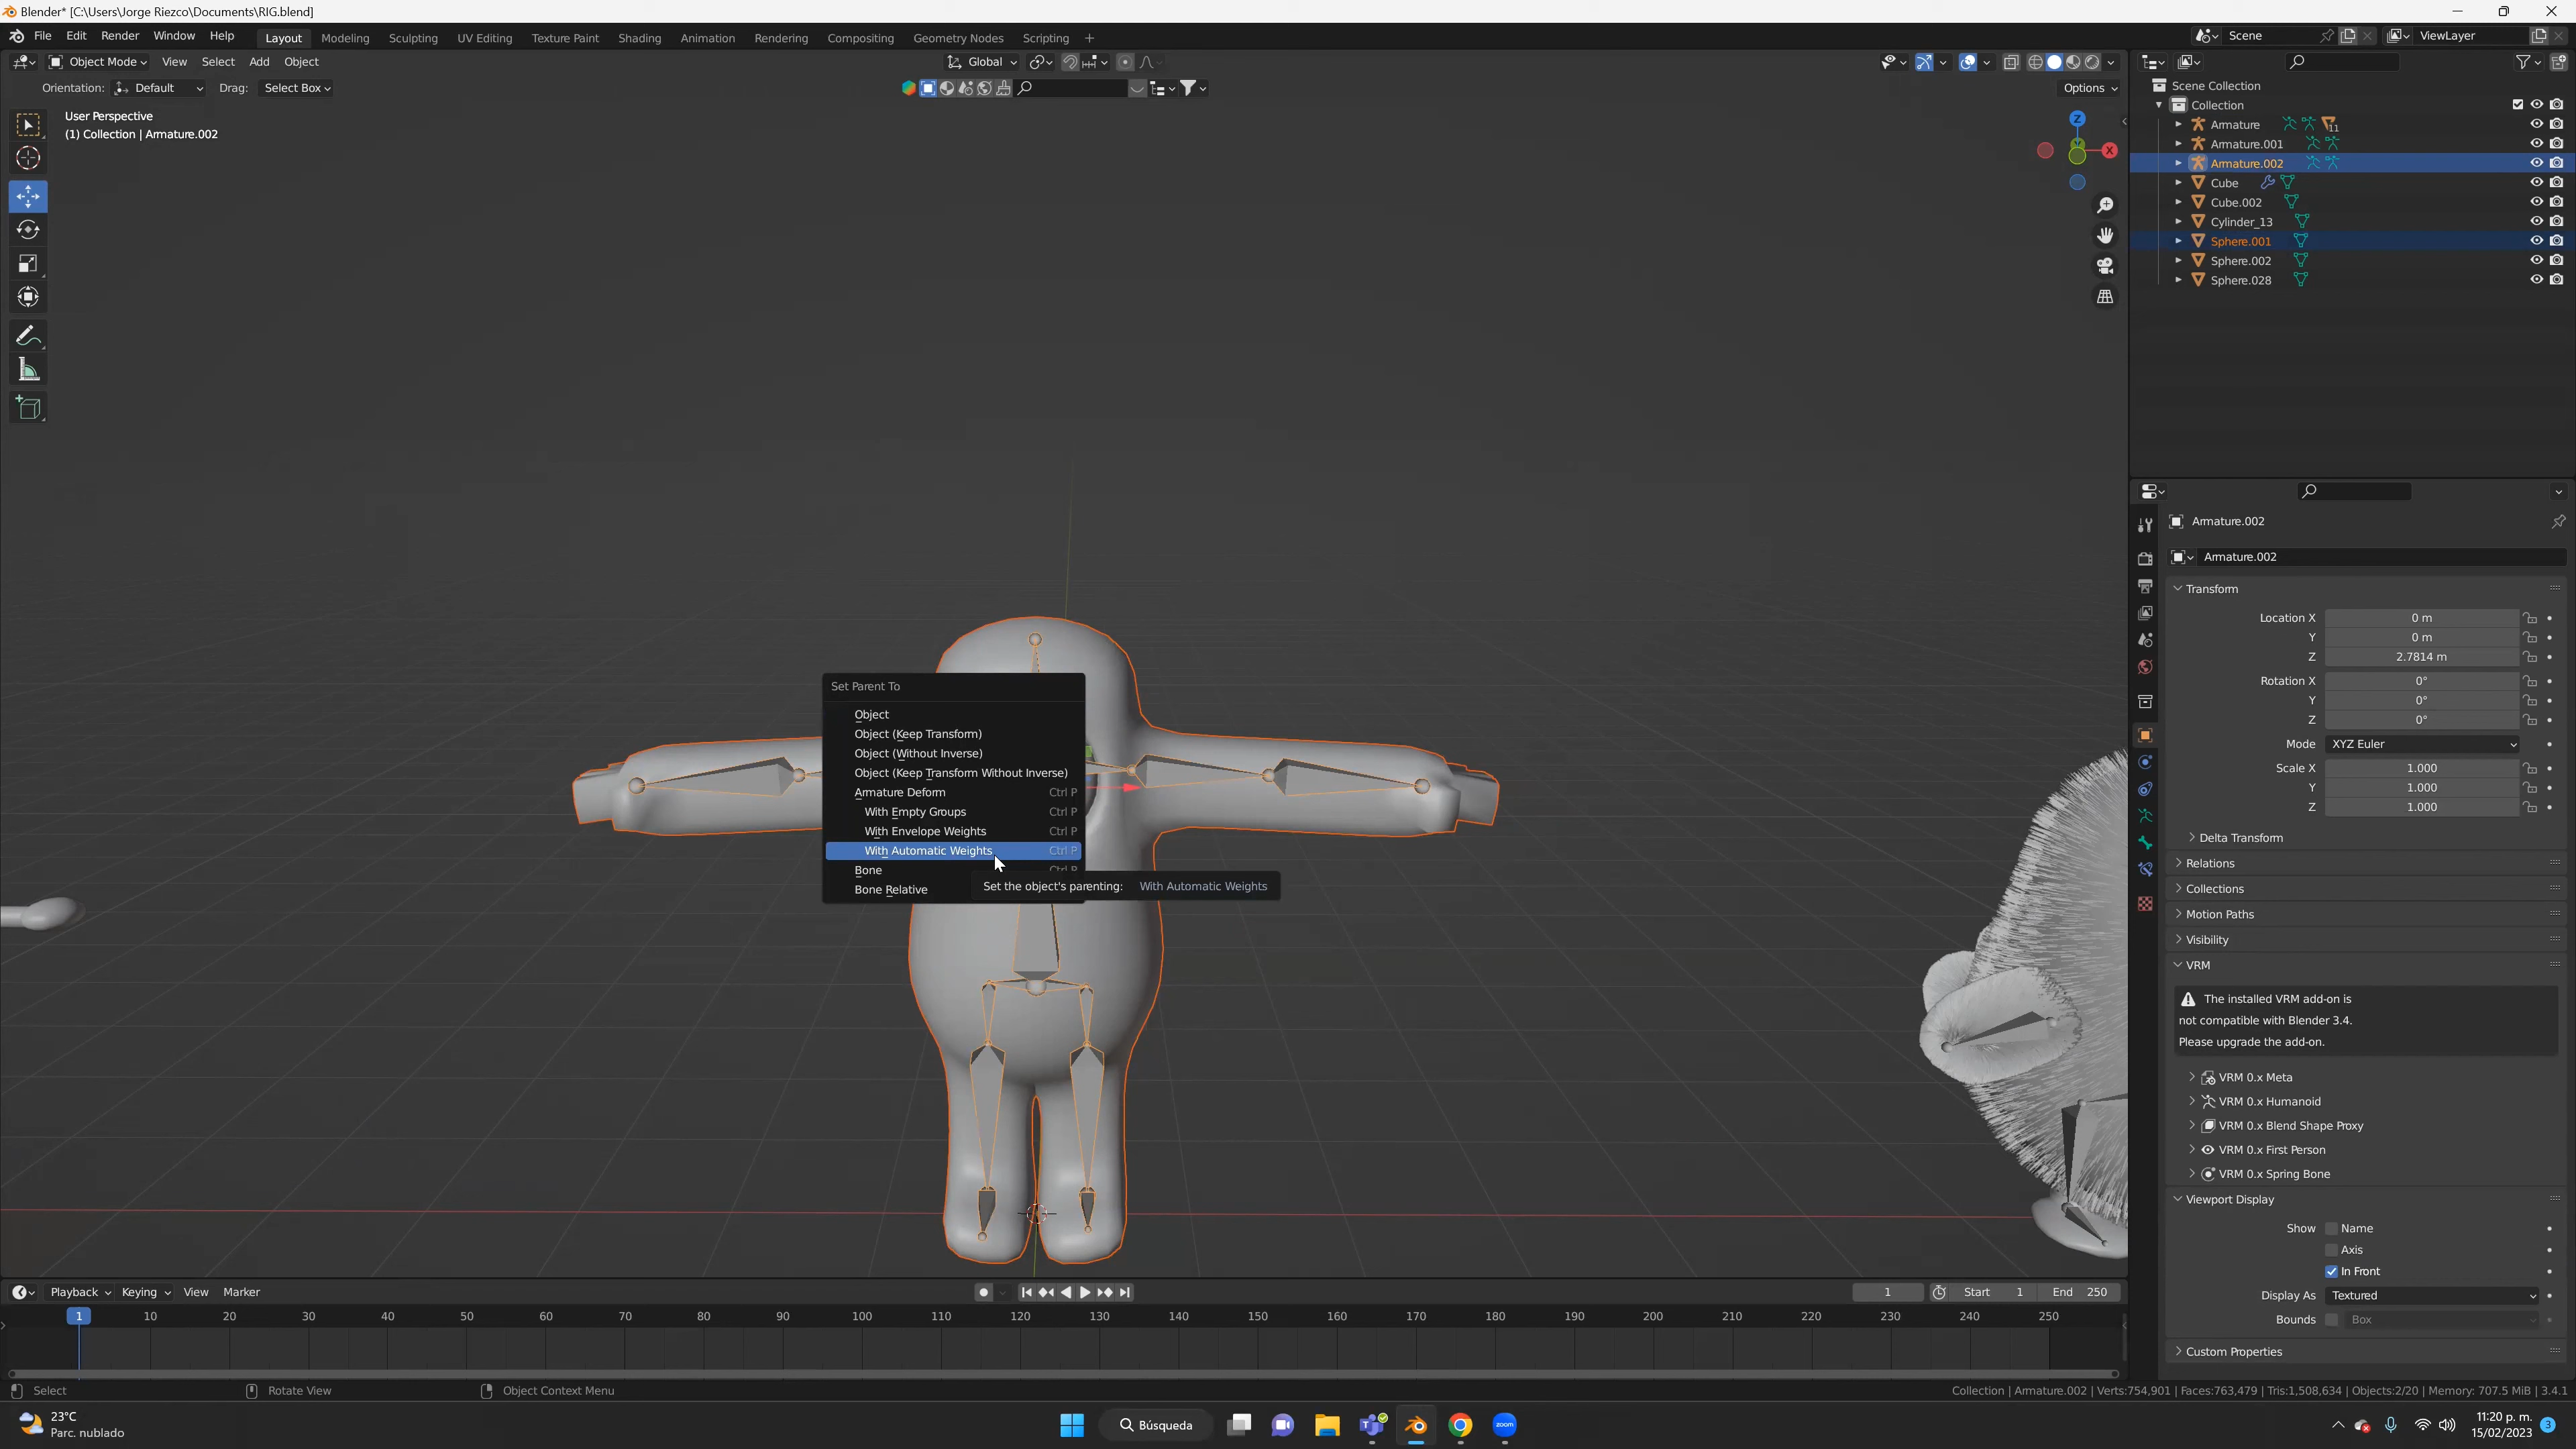 Blender* [C:\Users\Jorge Riezco\Documents\RIG.blend]
File Edit Render Window Help Layout Modeling Sculpting UV Editing Texture Paint Shading Animation Rendering Compositing Geometry Nodes Scripting + Scene ViewLayer
Object Mode View Select Add Object Global
Orientation: Default Drag: Select Box Options
User Perspective
(1) Collection | Armature.002
Z
Y
X
Scene Collection
Collection
Armature 11
Armature.001
Armature.002
Cube
Cube.002
Cylinder_13
Sphere.001
Sphere.002
Sphere.028
Set Parent To
Object
Object (Keep Transform)
Object (Without Inverse)
Object (Keep Transform Without Inverse)
Armature Deform Ctrl P
With Empty Groups Ctrl P
With Envelope Weights Ctrl P
With Automatic Weights Ctrl P
Bone Ctrl P
Bone Relative
Set the object's parenting: With Automatic Weights
Armature.002
Armature.002
Transform
Location X 0 m
Y 0 m
Z 2.7814 m
Rotation X 0°
Y 0°
Z 0°
Mode XYZ Euler
Scale X 1.000
Y 1.000
Z 1.000
Delta Transform
Relations
Collections
Motion Paths
Visibility
VRM
The installed VRM add-on is
not compatible with Blender 3.4.
Please upgrade the add-on.
VRM 0.x Meta
VRM 0.x Humanoid
VRM 0.x Blend Shape Proxy
VRM 0.x First Person
VRM 0.x Spring Bone
Viewport Display
Show Name
Axis
In Front
Display As Textured
Bounds Box
Custom Properties
Playback Keying View Marker 1 Start 1 End 250
1 10 20 30 40 50 60 70 80 90 100 110 120 130 140 150 160 170 180 190 200 210 220 230 240 250
Select Rotate View Object Context Menu Collection | Armature.002 | Verts:754,901 | Faces:763,479 | Tris:1,508,634 | Objects:2/20 | Memory: 707.5 MiB | 3.4.1
23°C
Parc. nublado
Búsqueda
zoom
11:20 p. m.
15/02/2023
3